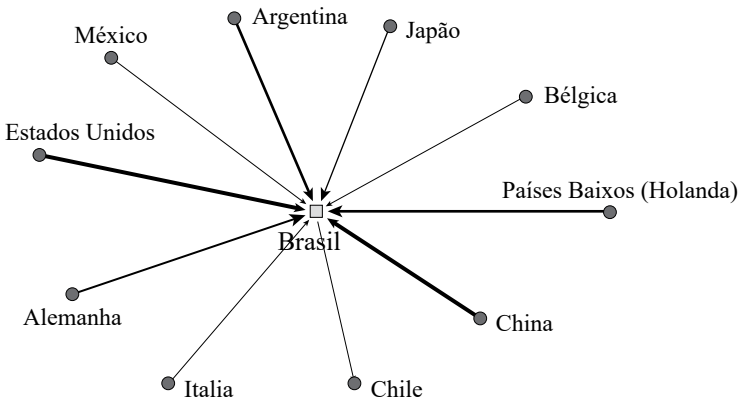 Argentina
México
Japão
Bélgica
Estados Unidos
Países Baixos (Holanda)
Brasil
Alemanha
China
Italia
Chile